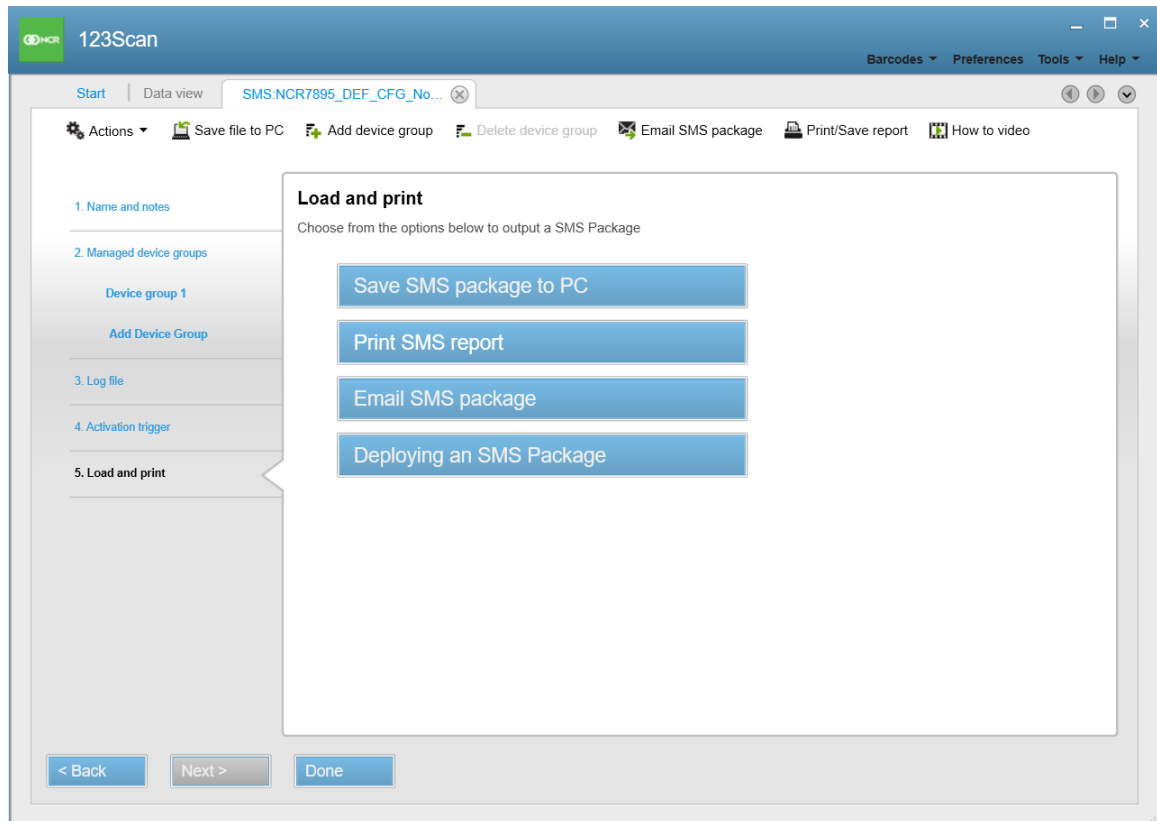 NCR
123Scan
Barcodes Preferences Tools Help
Start Data view SMS:NCR7895_DEF_CFG_No...
Actions Save file to PC Add device group Delete device group Email SMS package Print/Save report How to video
1. Name and notes
2. Managed device groups
Device group 1
Add Device Group
3. Log file
4. Activation trigger
5. Load and print
Load and print
Choose from the options below to output a SMS Package
Save SMS package to PC
Print SMS report
Email SMS package
Deploying an SMS Package
< Back Next > Done